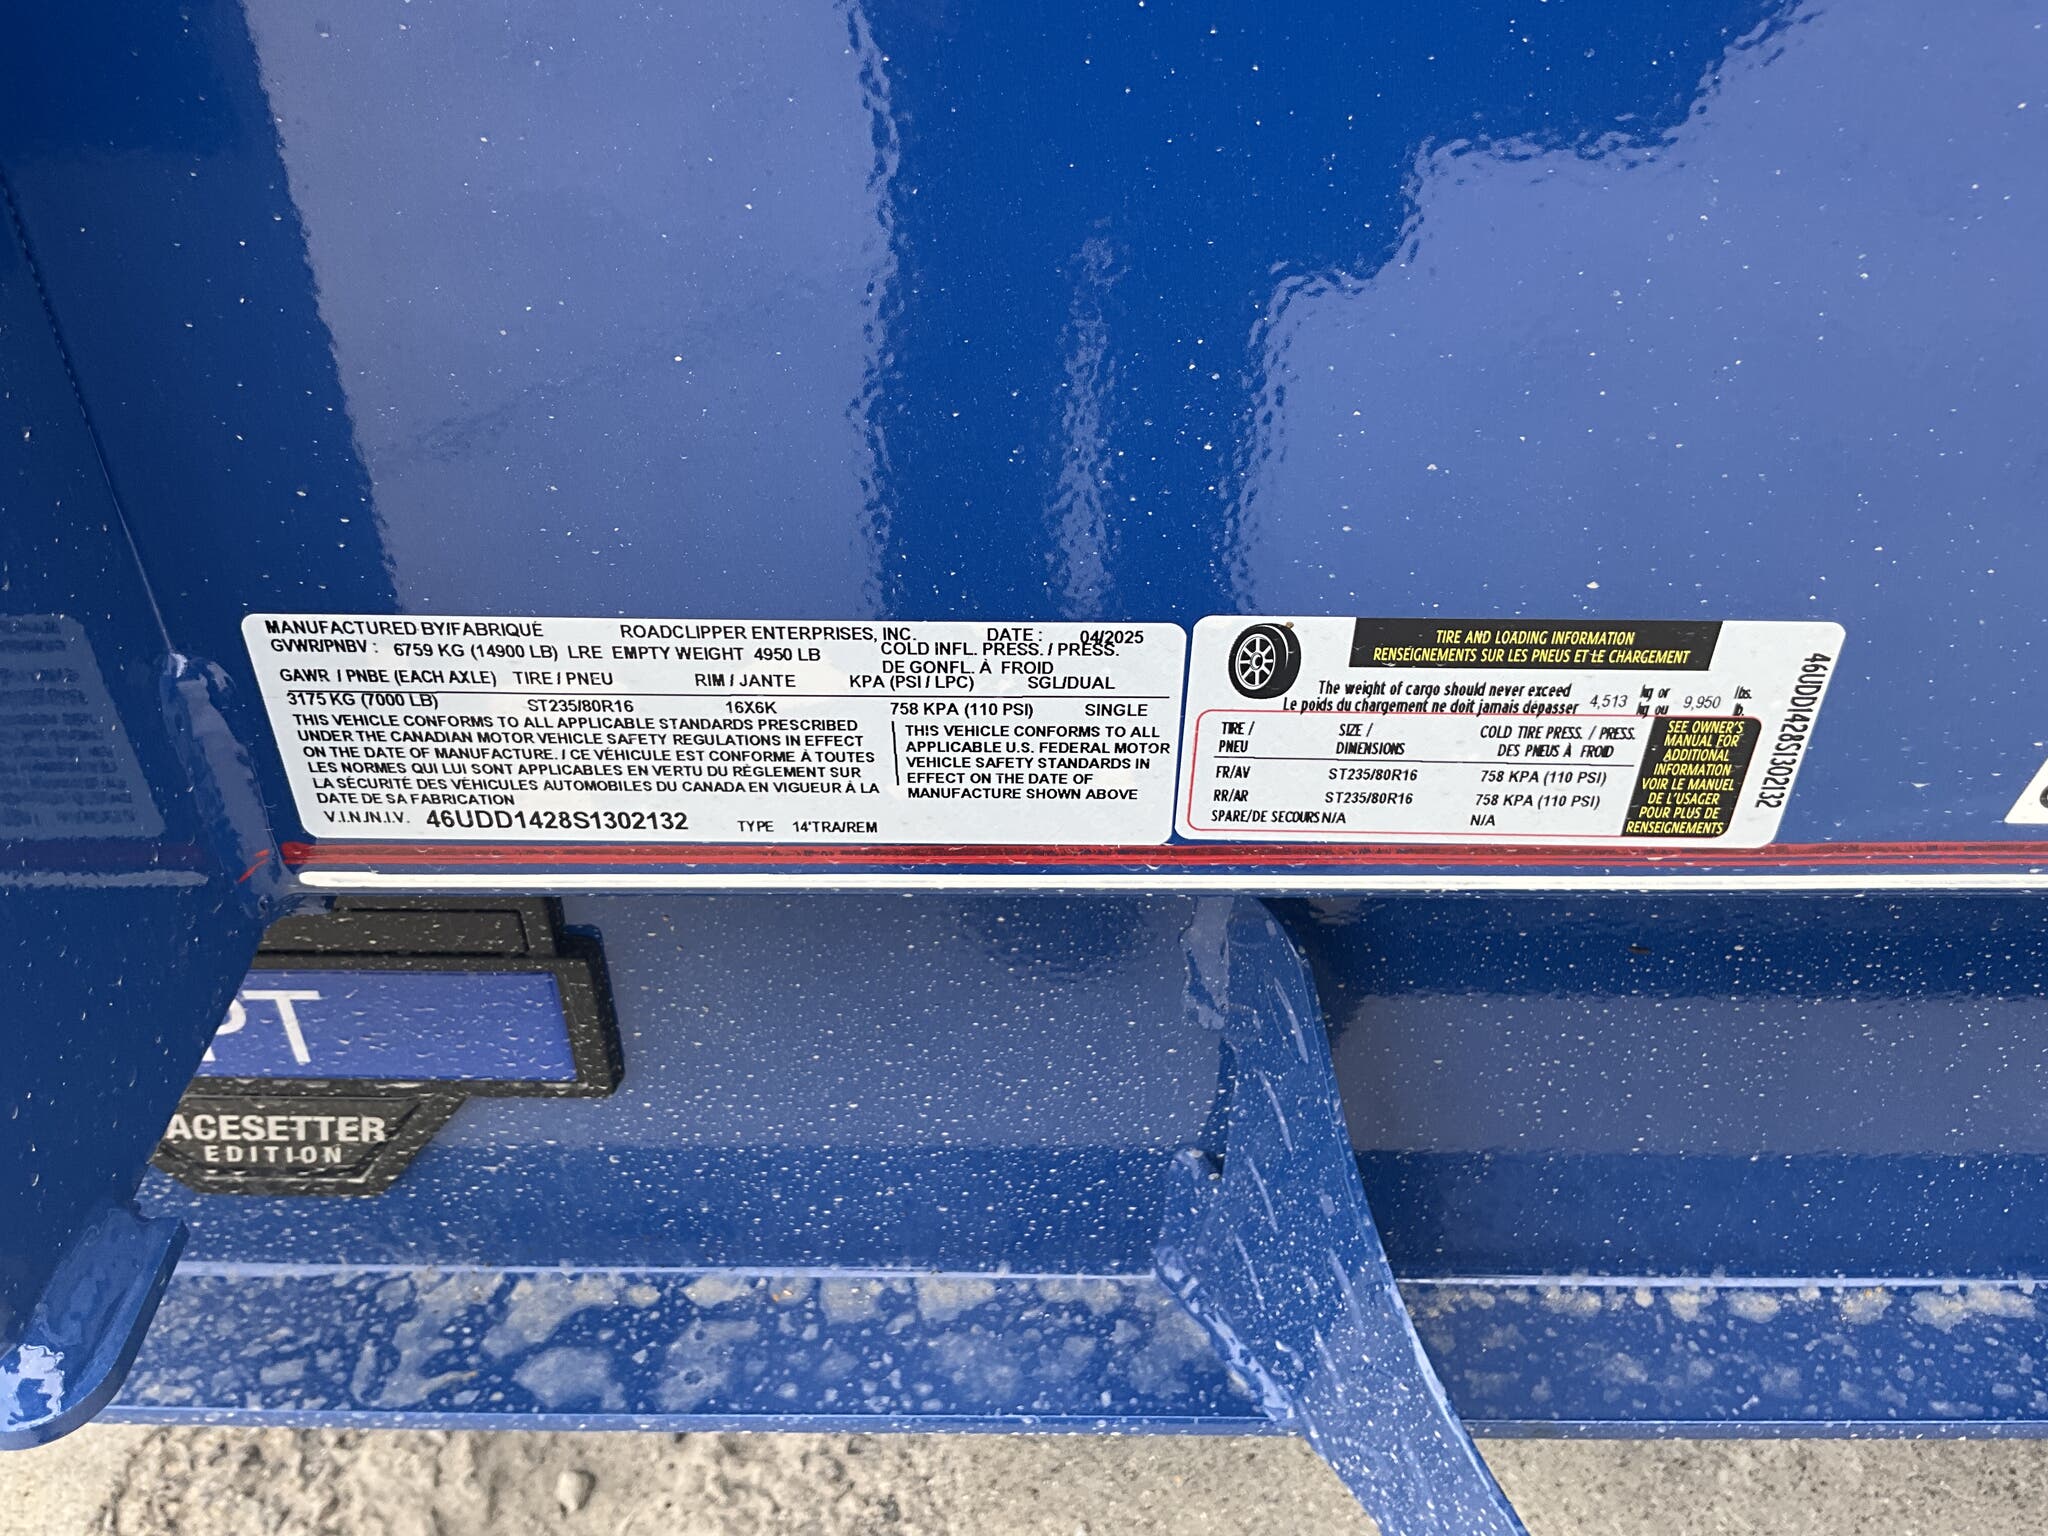 MANUFACTURED BY/FABRIQUÉ ROADCLIPPER ENTERPRISES, INC. DATE : 04/2025
GVWR/PNBV : 6759 KG (14900 LB) LRE EMPTY WEIGHT 4950 LB COLD INFL. PRESS. / PRESS.
DE GONFL. À FROID
GAWR / PNBE (EACH AXLE) TIRE / PNEU RIM / JANTE KPA (PSI / LPC) SGL/DUAL
3175 KG (7000 LB) ST235/80R16 16X6K 758 KPA (110 PSI) SINGLE
THIS VEHICLE CONFORMS TO ALL APPLICABLE STANDARDS PRESCRIBED
UNDER THE CANADIAN MOTOR VEHICLE SAFETY REGULATIONS IN EFFECT
ON THE DATE OF MANUFACTURE. / CE VÉHICULE EST CONFORME À TOUTES
LES NORMES QUI LUI SONT APPLICABLES EN VERTU DU RÈGLEMENT SUR
LA SÉCURITÉ DES VÉHICULES AUTOMOBILES DU CANADA EN VIGUEUR À LA
DATE DE SA FABRICATION
THIS VEHICLE CONFORMS TO ALL
APPLICABLE U.S. FEDERAL MOTOR
VEHICLE SAFETY STANDARDS IN
EFFECT ON THE DATE OF
MANUFACTURE SHOWN ABOVE
V.I.N./N.I.V. 46UDD1428S1302132 TYPE 14'TRA/REM
TIRE AND LOADING INFORMATION
RENSEIGNEMENTS SUR LES PNEUS ET LE CHARGEMENT
The weight of cargo should never exceed 4,513 kg or 9,950 lbs.
Le poids du chargement ne doit jamais dépasser kg ou lb.
TIRE / SIZE / COLD TIRE PRESS. / PRESS.
PNEU DIMENSIONS DES PNEUS À FROID
FR/AV ST235/80R16 758 KPA (110 PSI)
RR/AR ST235/80R16 758 KPA (110 PSI)
SPARE/DE SECOURS N/A N/A
SEE OWNER'S
MANUAL FOR
ADDITIONAL
INFORMATION
VOIR LE MANUEL
DE L'USAGER
POUR PLUS DE
RENSEIGNEMENTS
46UDD1428S1302132
PT
ACESETTER
EDITION